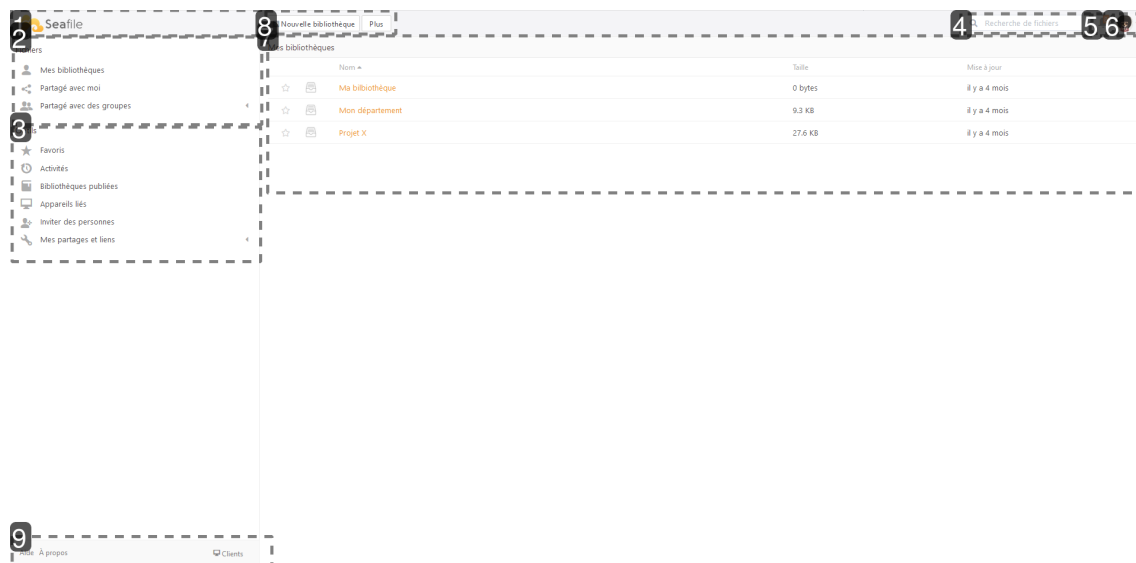 1 Seafile
8 Nouvelle bibliothèque Plus
4 Recherche de fichiers 5 6
2
7 Mes bibliothèques
Mes bibliothèques
Partagé avec moi
Partagé avec des groupes
3
Favoris
Activités
Bibliothèques publiées
Appareils liés
Inviter des personnes
Mes partages et liens
Nom Taille Mise à jour
Ma bilbiothèque 0 bytes il y a 4 mois
Mon département 9.3 KB il y a 4 mois
Projet X 27.6 KB il y a 4 mois
9
Aide À propos Clients